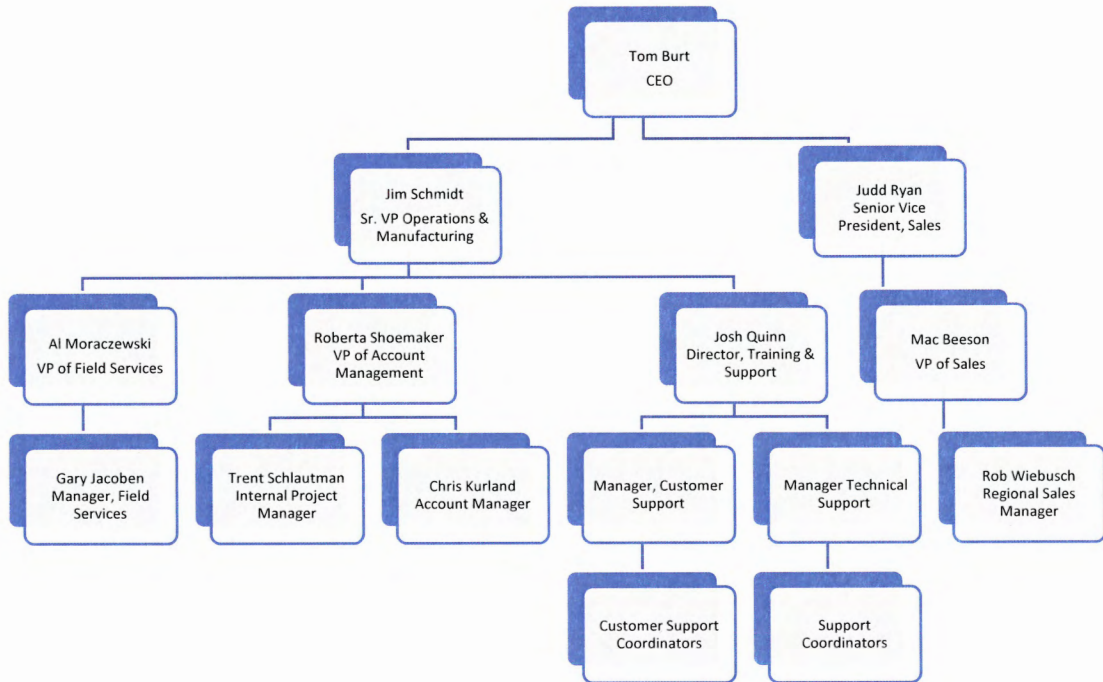 Tom Burt
CEO
Jim Schmidt
Sr. VP Operations &
Manufacturing
Judd Ryan
Senior Vice
President, Sales
Al Moraczewski
VP of Field Services
Roberta Shoemaker
VP of Account
Management
Josh Quinn
Director, Training &
Support
Mac Beeson
VP of Sales
Gary Jacoben
Manager, Field
Services
Trent Schlautman
Internal Project
Manager
Chris Kurland
Account Manager
Manager, Customer
Support
Manager Technical
Support
Rob Wiebusch
Regional Sales
Manager
Customer Support
Coordinators
Support
Coordinators